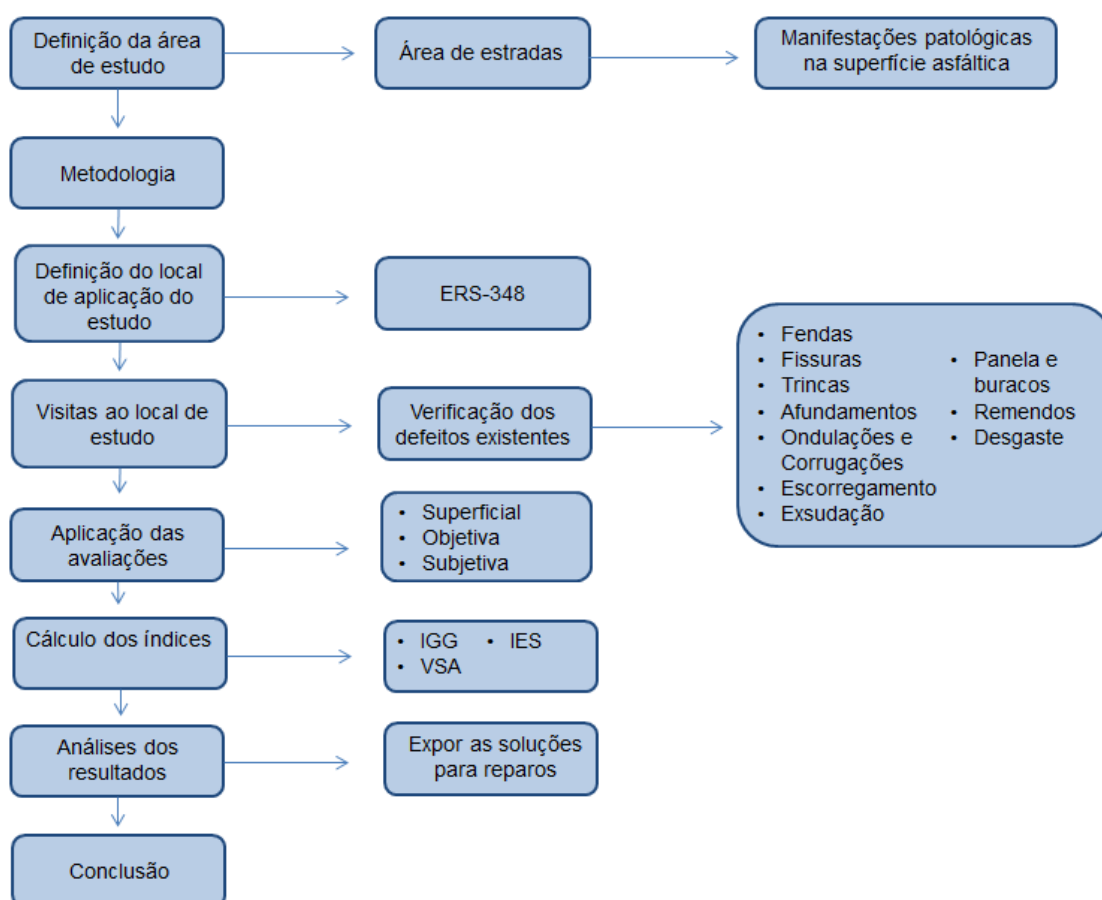 Definição da área
de estudo
Área de estradas
Manifestações patológicas
na superfície asfáltica
Metodologia
Definição do local
de aplicação do
estudo
ERS-348
Visitas ao local de
estudo
Verificação dos
defeitos existentes
• Fendas
• Fissuras
• Trincas
• Afundamentos
• Ondulações e
Corrugações
• Escorregamento
• Exsudação
• Panela e
buracos
• Remendos
• Desgaste
Aplicação das
avaliações
• Superficial
• Objetiva
• Subjetiva
Cálculo dos índices
• IGG • IES
• VSA
Análises dos
resultados
Expor as soluções
para reparos
Conclusão